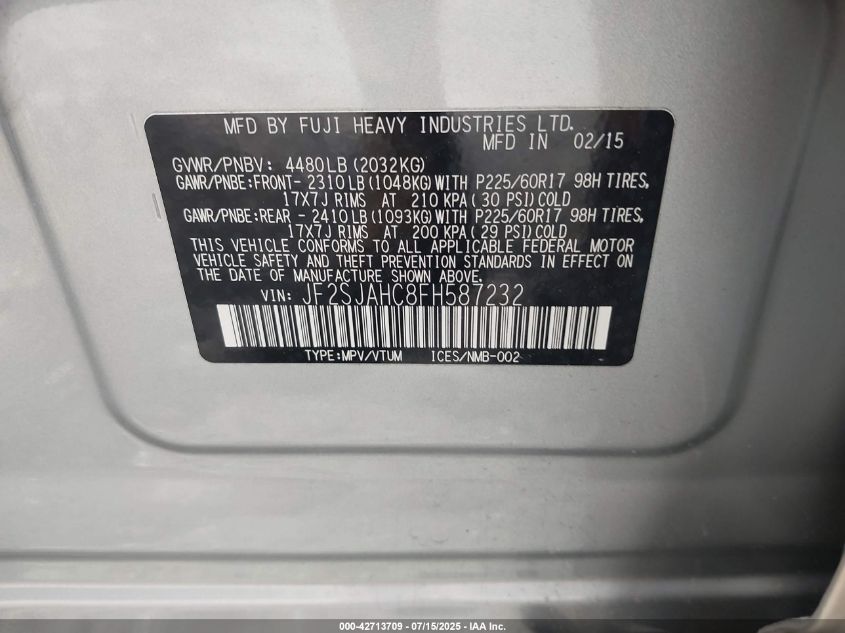 MFD BY FUJI HEAVY INDUSTRIES LTD.
MFD IN 02/15
GVWR/PNBV: 4480LB(2032KG)
GAWR/PNBE:FRONT- 2310LB(1048KG)WITH P225/60R17 98H TIRES,
17X7J RIMS AT 210 KPA(30 PSI)COLD
GAWR/PNBE:REAR - 2410LB(1093KG)WITH P225/60R17 98H TIRES,
17X7J RIMS AT 200 KPA(29 PSI)COLD
THIS VEHICLE CONFORMS TO ALL APPLICABLE FEDERAL MOTOR
VEHICLE SAFETY AND THEFT PREVENTION STANDARDS IN EFFECT ON
THE DATE OF MANUFACTURE SHOWN ABOVE.
VIN: JF2SJAHC8FH587232
TYPE:MPV/VTUM ICES/NMB-002
000-42713709 - 07/15/2025 - IAA Inc.